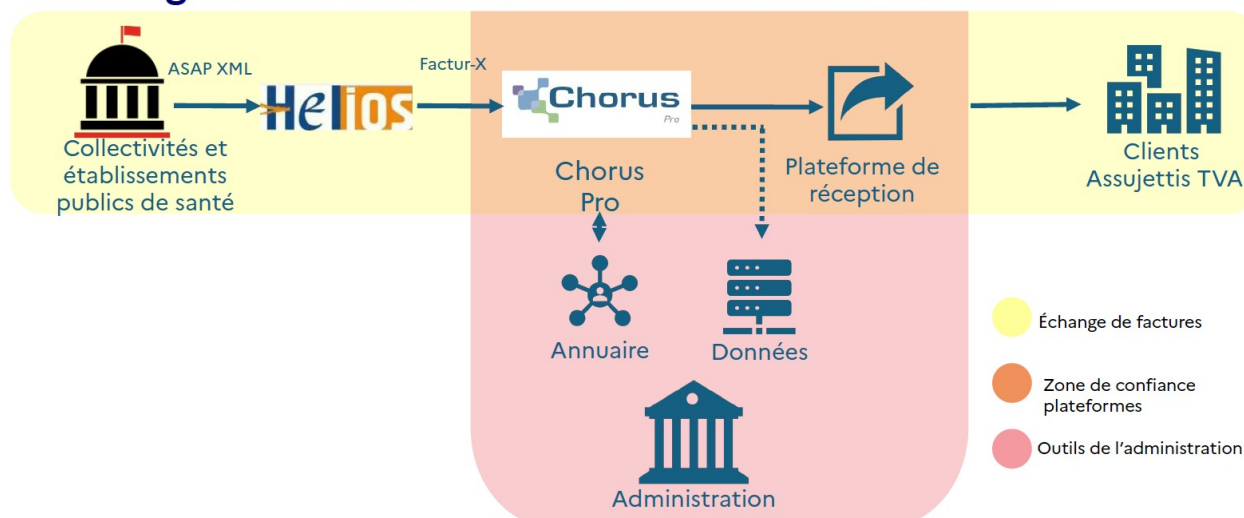 ASAP XML
Factur-X
Helios
Chorus
Pro
Collectivités et
établissements
publics de santé
Chorus
Pro
Plateforme de
réception
Clients
Assujettis TVA
Annuaire
Données
Administration
Échange de factures
Zone de confiance
plateformes
Outils de l'administration